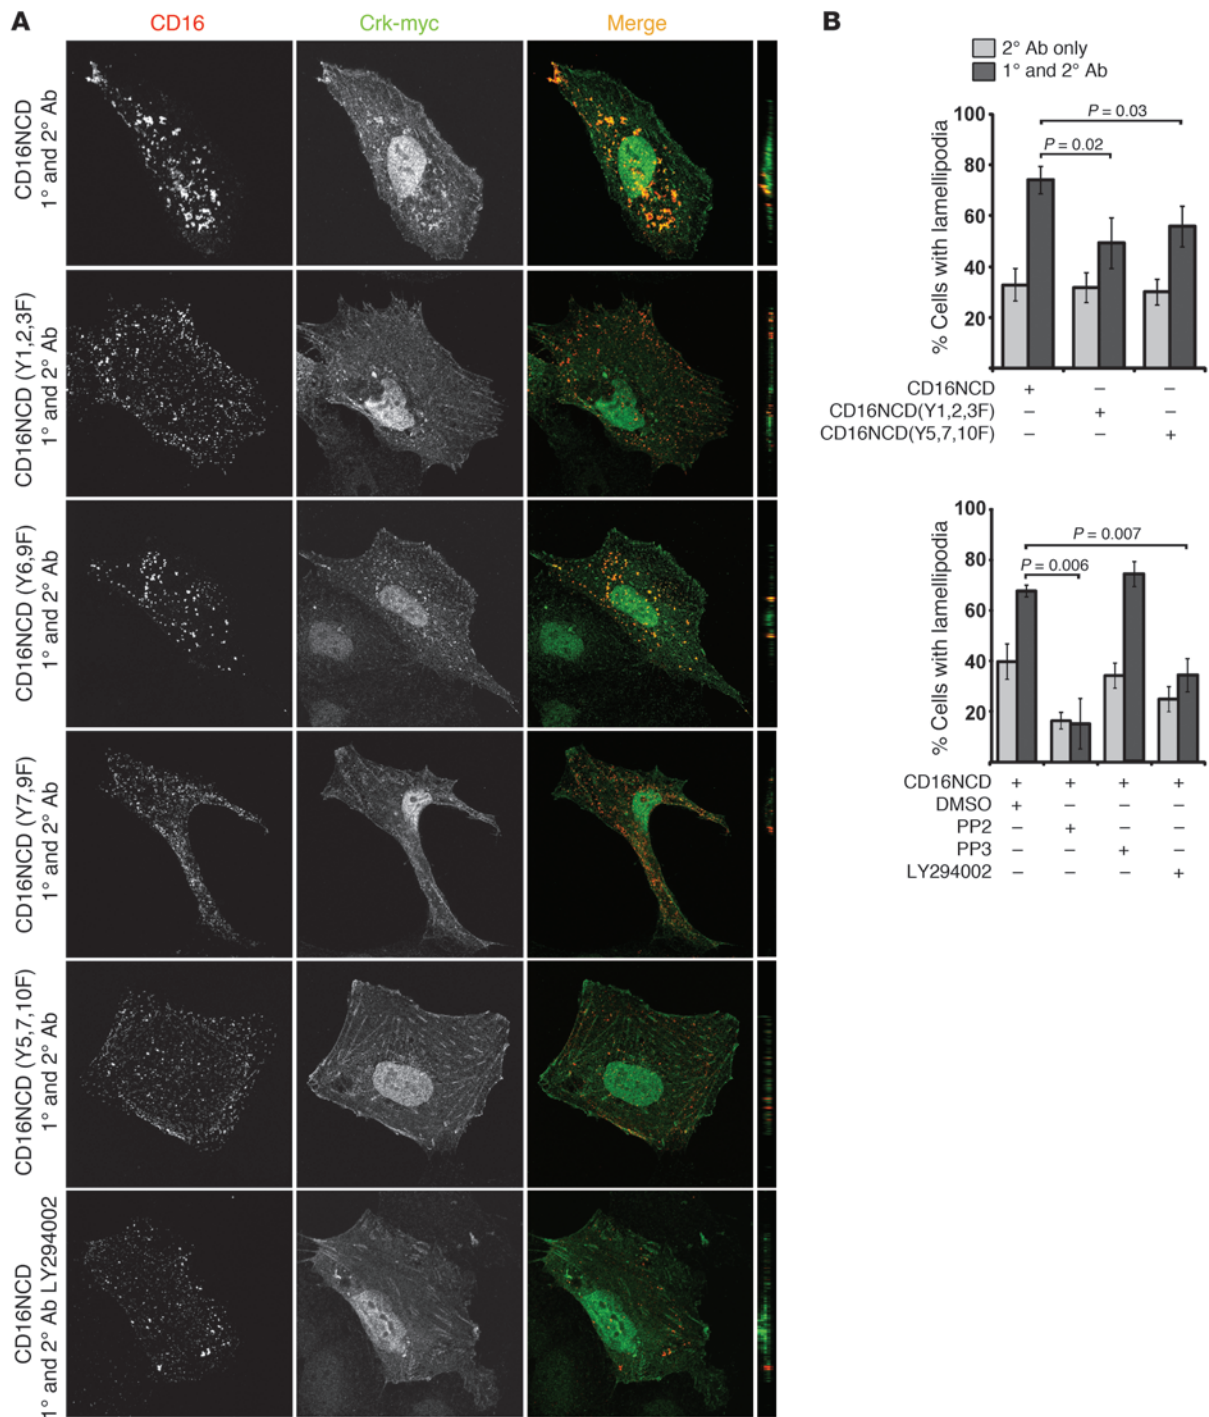 A
CD16
Crk-myc
Merge
CD16NCD
1° and 2° Ab
CD16NCD (Y1,2,3F)
1° and 2° Ab
CD16NCD (Y6,9F)
1° and 2° Ab
CD16NCD (Y7,9F)
1° and 2° Ab
CD16NCD (Y5,7,10F)
1° and 2° Ab
CD16NCD
1° and 2° Ab LY294002
B
2° Ab only
1° and 2° Ab
% Cells with lamellipodia
100
80
60
40
20
P = 0.03
P = 0.02
CD16NCD + – –
CD16NCD(Y1,2,3F) – + –
CD16NCD(Y5,7,10F) – – +
% Cells with lamellipodia
100
80
60
40
20
P = 0.007
P = 0.006
CD16NCD + + + +
DMSO + – – –
PP2 – + – –
PP3 – – + –
LY294002 – – – +